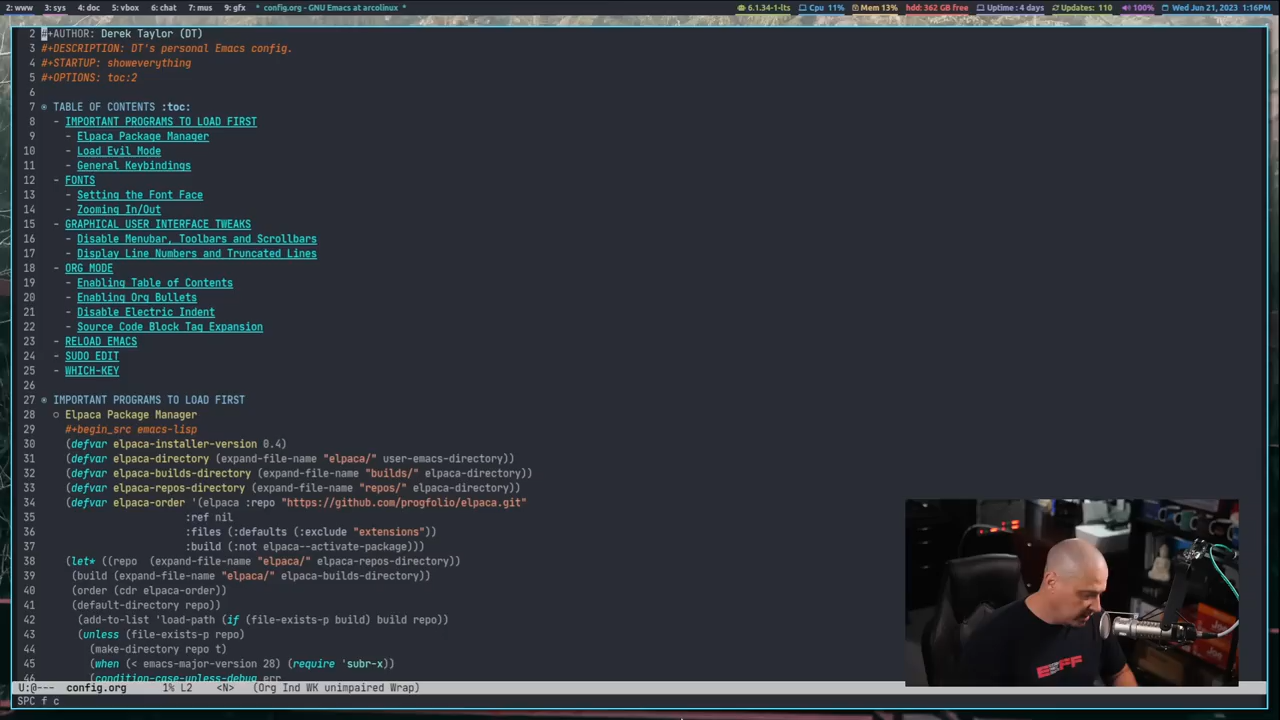 2: www 3: sys 4: doc 5: vbox 6: chat 7: mus 9: gfx * config.org - GNU Emacs at arcolinux * 6.1.34-1-lts Cpu 11% Mem 13% hdd: 362 GB free Uptime : 4 days Updates: 110 100% Wed Jun 21, 2023 1:16PM
2 #+AUTHOR: Derek Taylor (DT)
3 #+DESCRIPTION: DT's personal Emacs config.
4 #+STARTUP: showeverything
5 #+OPTIONS: toc:2
6
7 TABLE OF CONTENTS :toc:
8 - IMPORTANT PROGRAMS TO LOAD FIRST
9 - Elpaca Package Manager
10 - Load Evil Mode
11 - General Keybindings
12 - FONTS
13 - Setting the Font Face
14 - Zooming In/Out
15 - GRAPHICAL USER INTERFACE TWEAKS
16 - Disable Menubar, Toolbars and Scrollbars
17 - Display Line Numbers and Truncated Lines
18 - ORG MODE
19 - Enabling Table of Contents
20 - Enabling Org Bullets
21 - Disable Electric Indent
22 - Source Code Block Tag Expansion
23 - RELOAD EMACS
24 - SUDO EDIT
25 - WHICH-KEY
26
27 IMPORTANT PROGRAMS TO LOAD FIRST
28 Elpaca Package Manager
29 #+begin_src emacs-lisp
30 (defvar elpaca-installer-version 0.4)
31 (defvar elpaca-directory (expand-file-name "elpaca/" user-emacs-directory))
32 (defvar elpaca-builds-directory (expand-file-name "builds/" elpaca-directory))
33 (defvar elpaca-repos-directory (expand-file-name "repos/" elpaca-directory))
34 (defvar elpaca-order '(elpaca :repo "https://github.com/progfolio/elpaca.git"
35 :ref nil
36 :files (:defaults (:exclude "extensions"))
37 :build (:not elpaca--activate-package)))
38 (let* ((repo (expand-file-name "elpaca/" elpaca-repos-directory))
39 (build (expand-file-name "elpaca/" elpaca-builds-directory))
40 (order (cdr elpaca-order))
41 (default-directory repo))
42 (add-to-list 'load-path (if (file-exists-p build) build repo))
43 (unless (file-exists-p repo)
44 (make-directory repo t)
45 (when (< emacs-major-version 28) (require 'subr-x))
46 (condition-case-unless-debug err
U:@--- config.org 1% L2 <N> (Org Ind WK unimpaired Wrap)
SPC f c